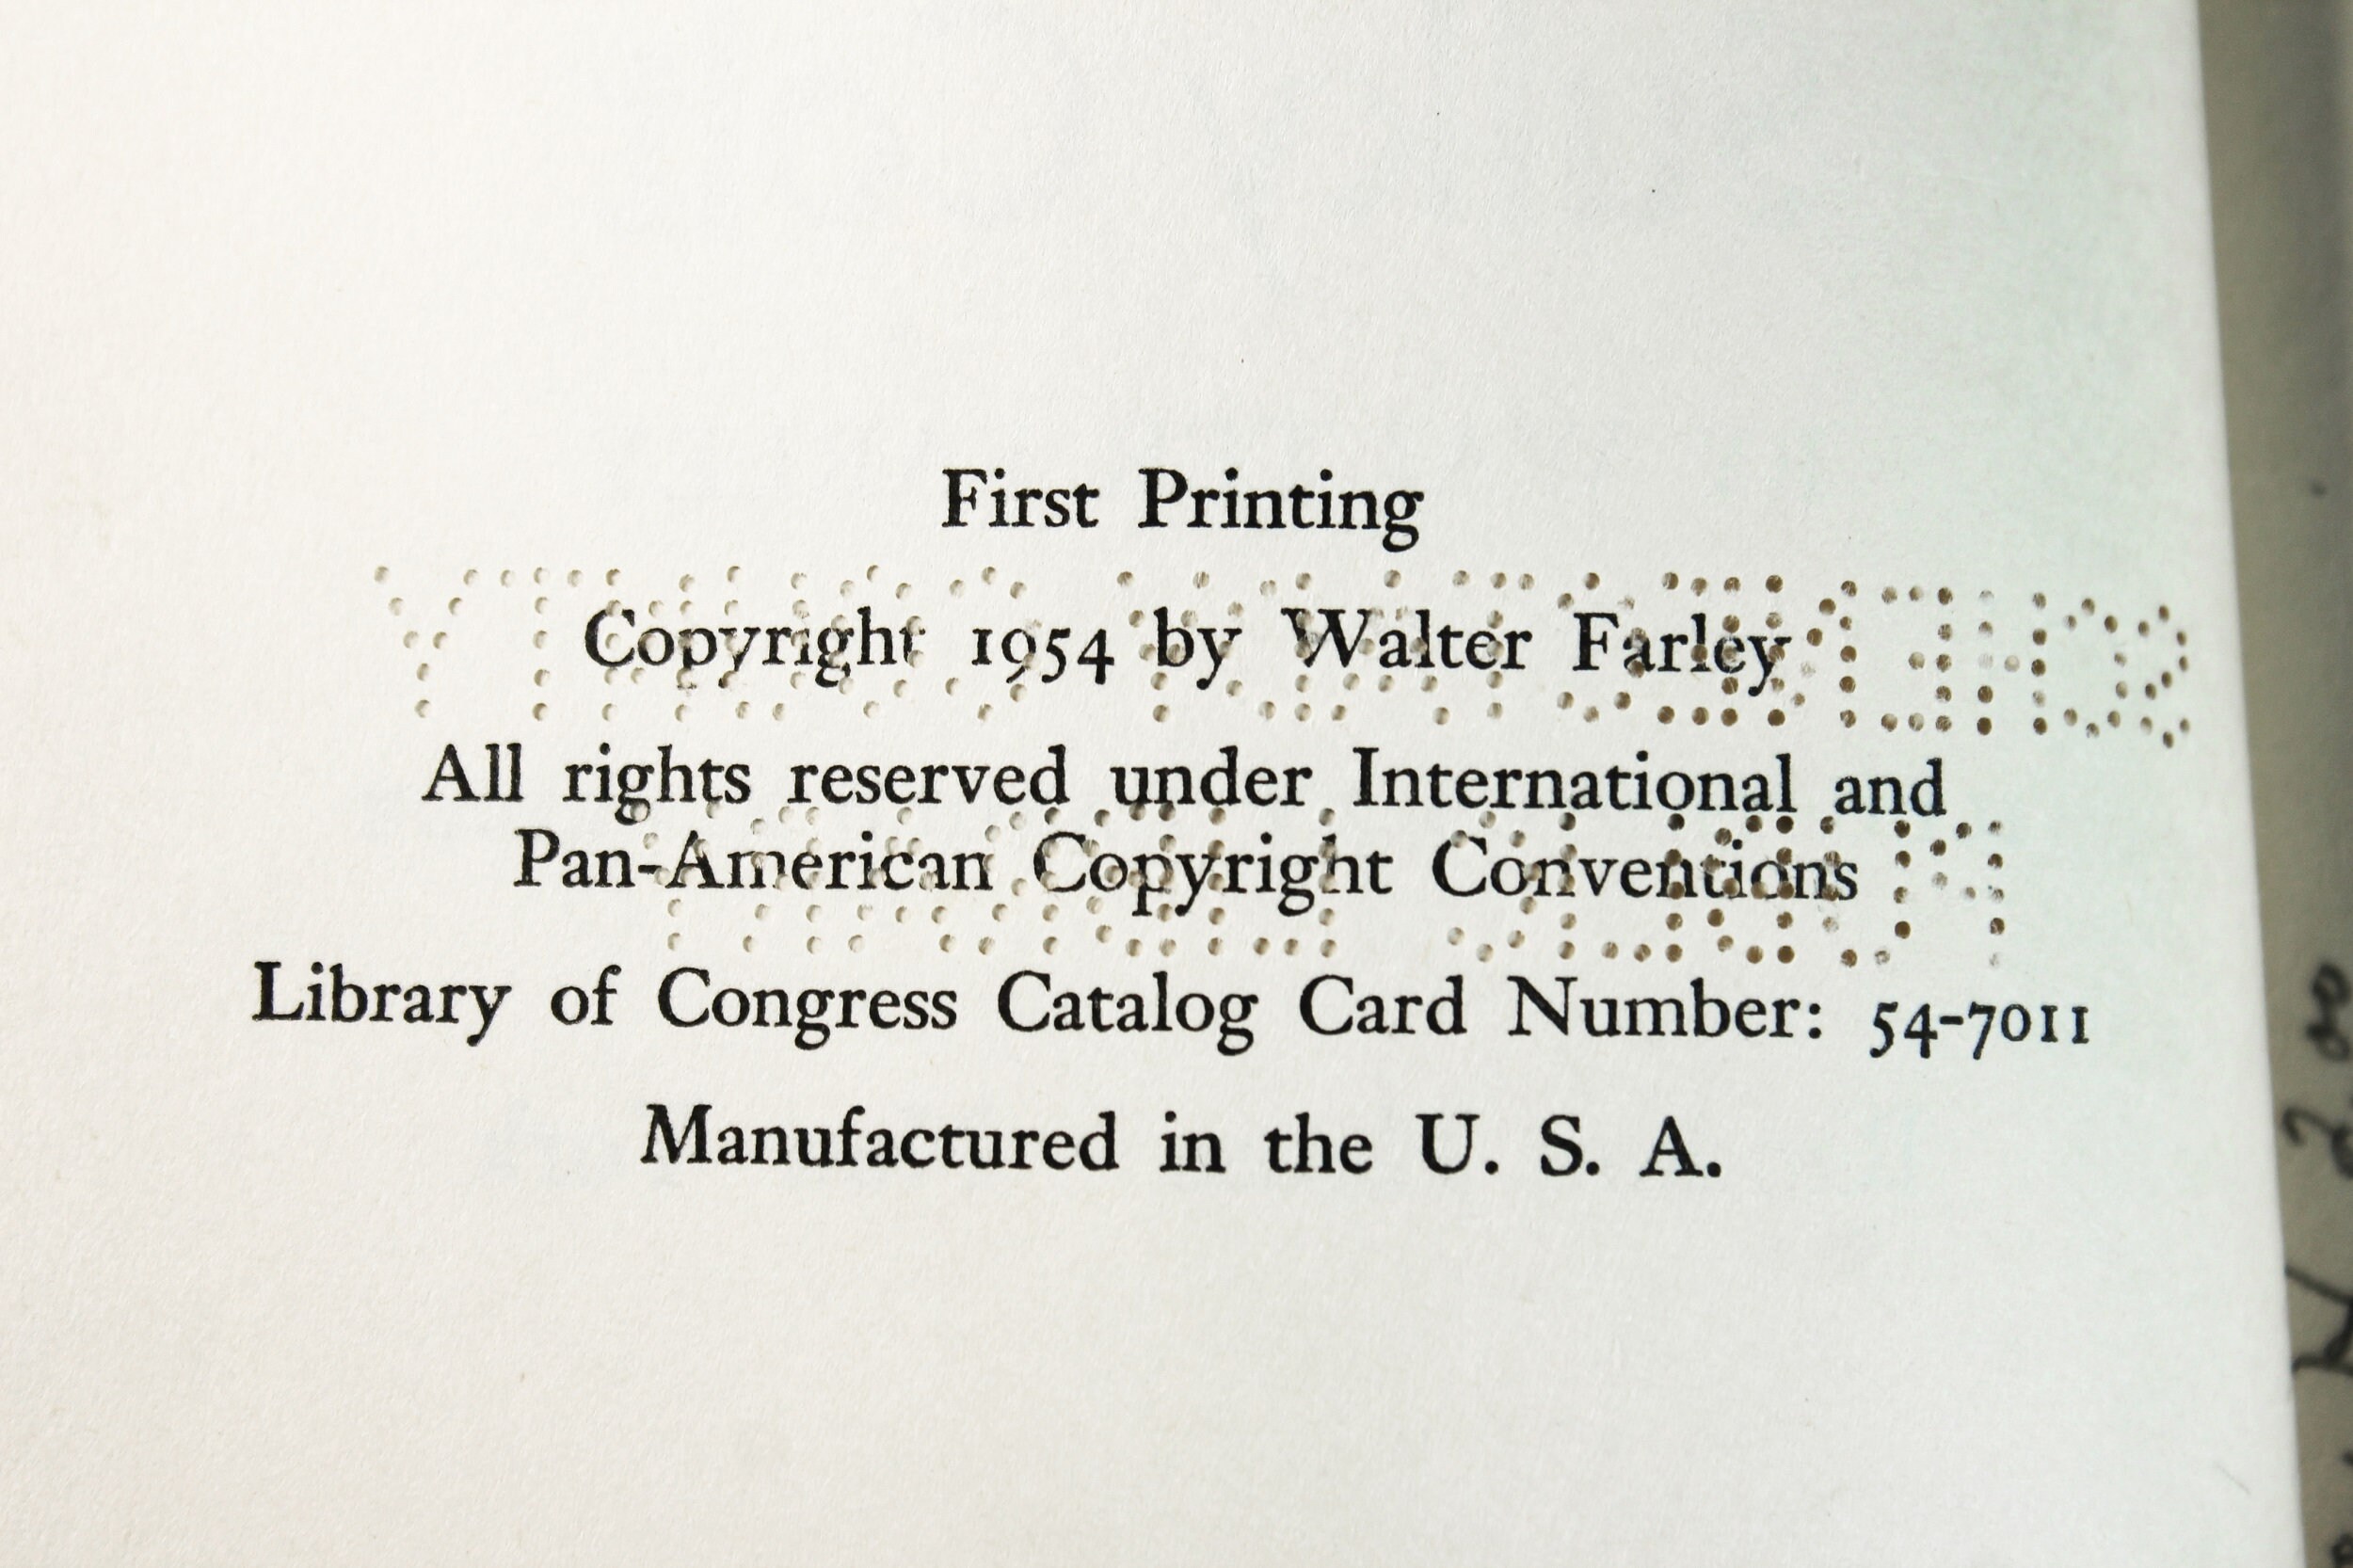 First Printing
Copyright 1954 by Walter Farley
All rights reserved under International and
Pan-American Copyright Conventions
Library of Congress Catalog Card Number: 54-7011
Manufactured in the U. S. A.